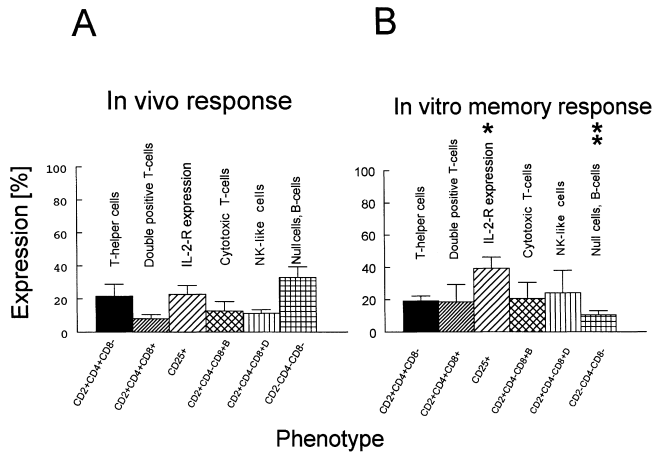 A
B
In vivo response
In vitro memory response
Expression [%]
100
80
60
40
20
0
T-helper cells
Double positive T-cells
IL-2-R expression
Cytotoxic T-cells
NK-like cells
Null cells, B-cells
CD2+CD4+CD8-
CD2+CD4+CD8+
CD25+
CD2+CD4-CD8+B
CD2+CD4-CD8+D
CD2-CD4-CD8-
100
80
60
40
20
0
T-helper cells
Double positive T-cells
IL-2-R expression *
Cytotoxic T-cells
NK-like cells
Null cells, B-cells **
CD2+CD4+CD8-
CD2+CD4+CD8+
CD25+
CD2+CD4-CD8+B
CD2+CD4-CD8+D
CD2-CD4-CD8-
Phenotype